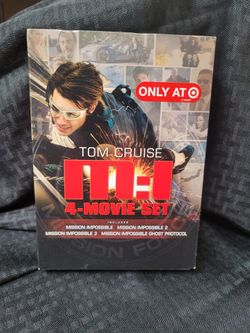 ONLY AT
TOM CRUISE
M:I
4-MOVIE SET
INCLUDES
MISSION: IMPOSSIBLE MISSION: IMPOSSIBLE 2
MISSION: IMPOSSIBLE 3 MISSION: IMPOSSIBLE GHOST PROTOCOL